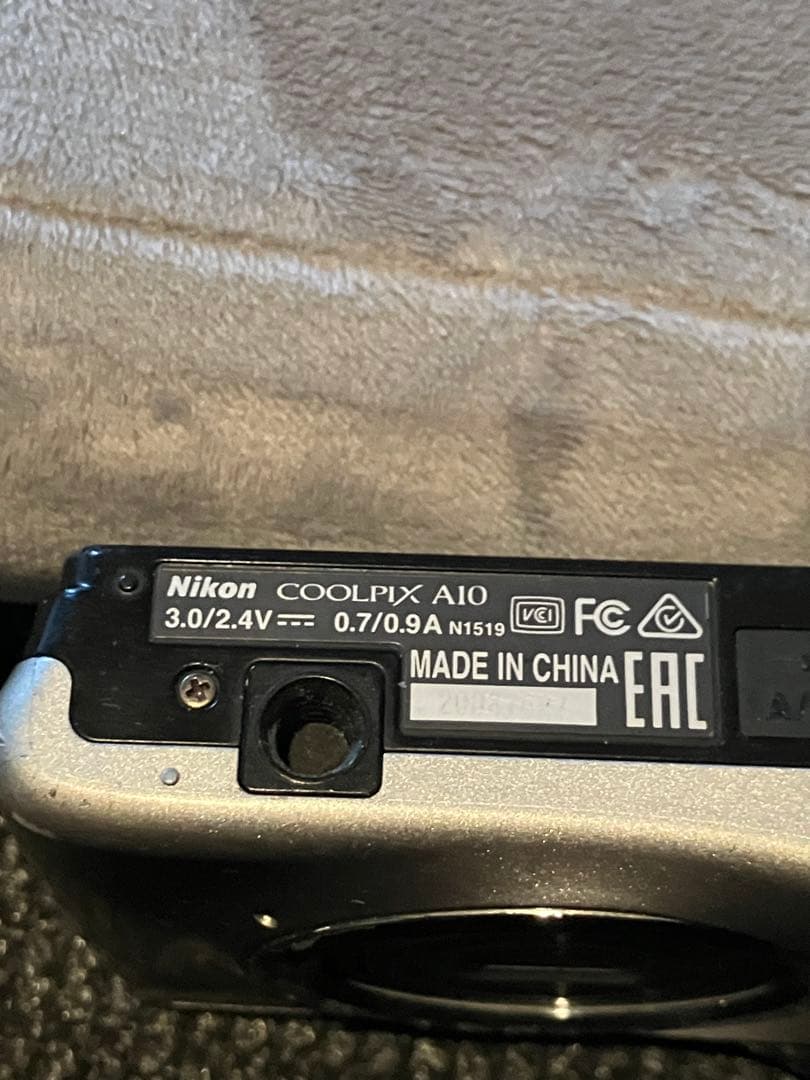 Nikon COOLPIX A10
3.0/2.4V⎓ 0.7/0.9A N1519 VCI FC
MADE IN CHINA EAC